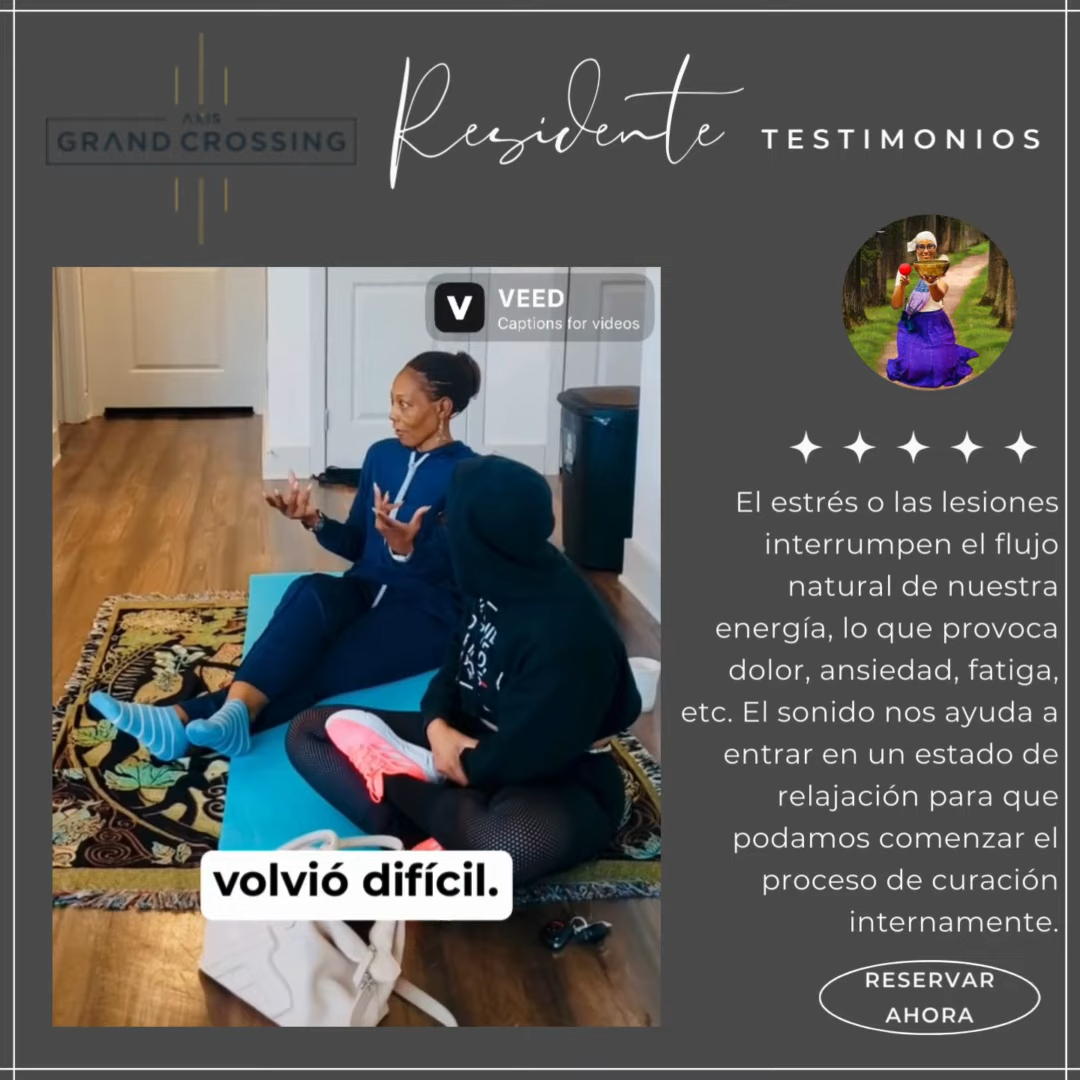 AXIS
GRAND CROSSING
Residente TESTIMONIOS
VEED
Captions for videos
volvió difícil.
El estrés o las lesiones
interrumpen el flujo
natural de nuestra
energía, lo que provoca
dolor, ansiedad, fatiga,
etc. El sonido nos ayuda a
entrar en un estado de
relajación para que
podamos comenzar el
proceso de curación
internamente.
RESERVAR
AHORA